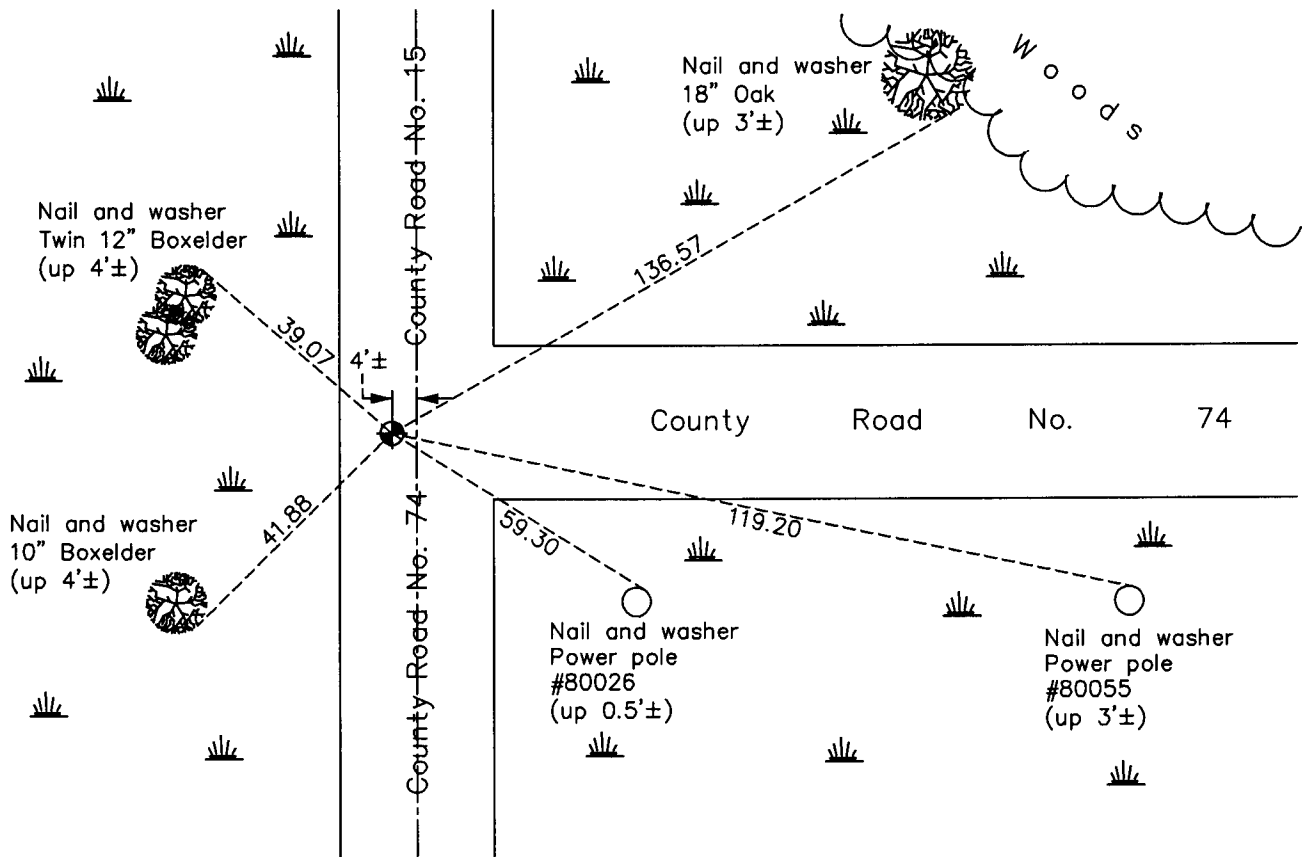 County Road No. 15
Nail and washer
18" Oak
(up 3'±)
Woods
Nail and washer
Twin 12" Boxelder
(up 4'±)
136.57
39.07
4'±
County Road No. 74
41.88
Nail and washer
10" Boxelder
(up 4'±)
59.30
119.20
County Road No. 74
Nail and washer
Power pole
#80026
(up 0.5'±)
Nail and washer
Power pole
#80055
(up 3'±)